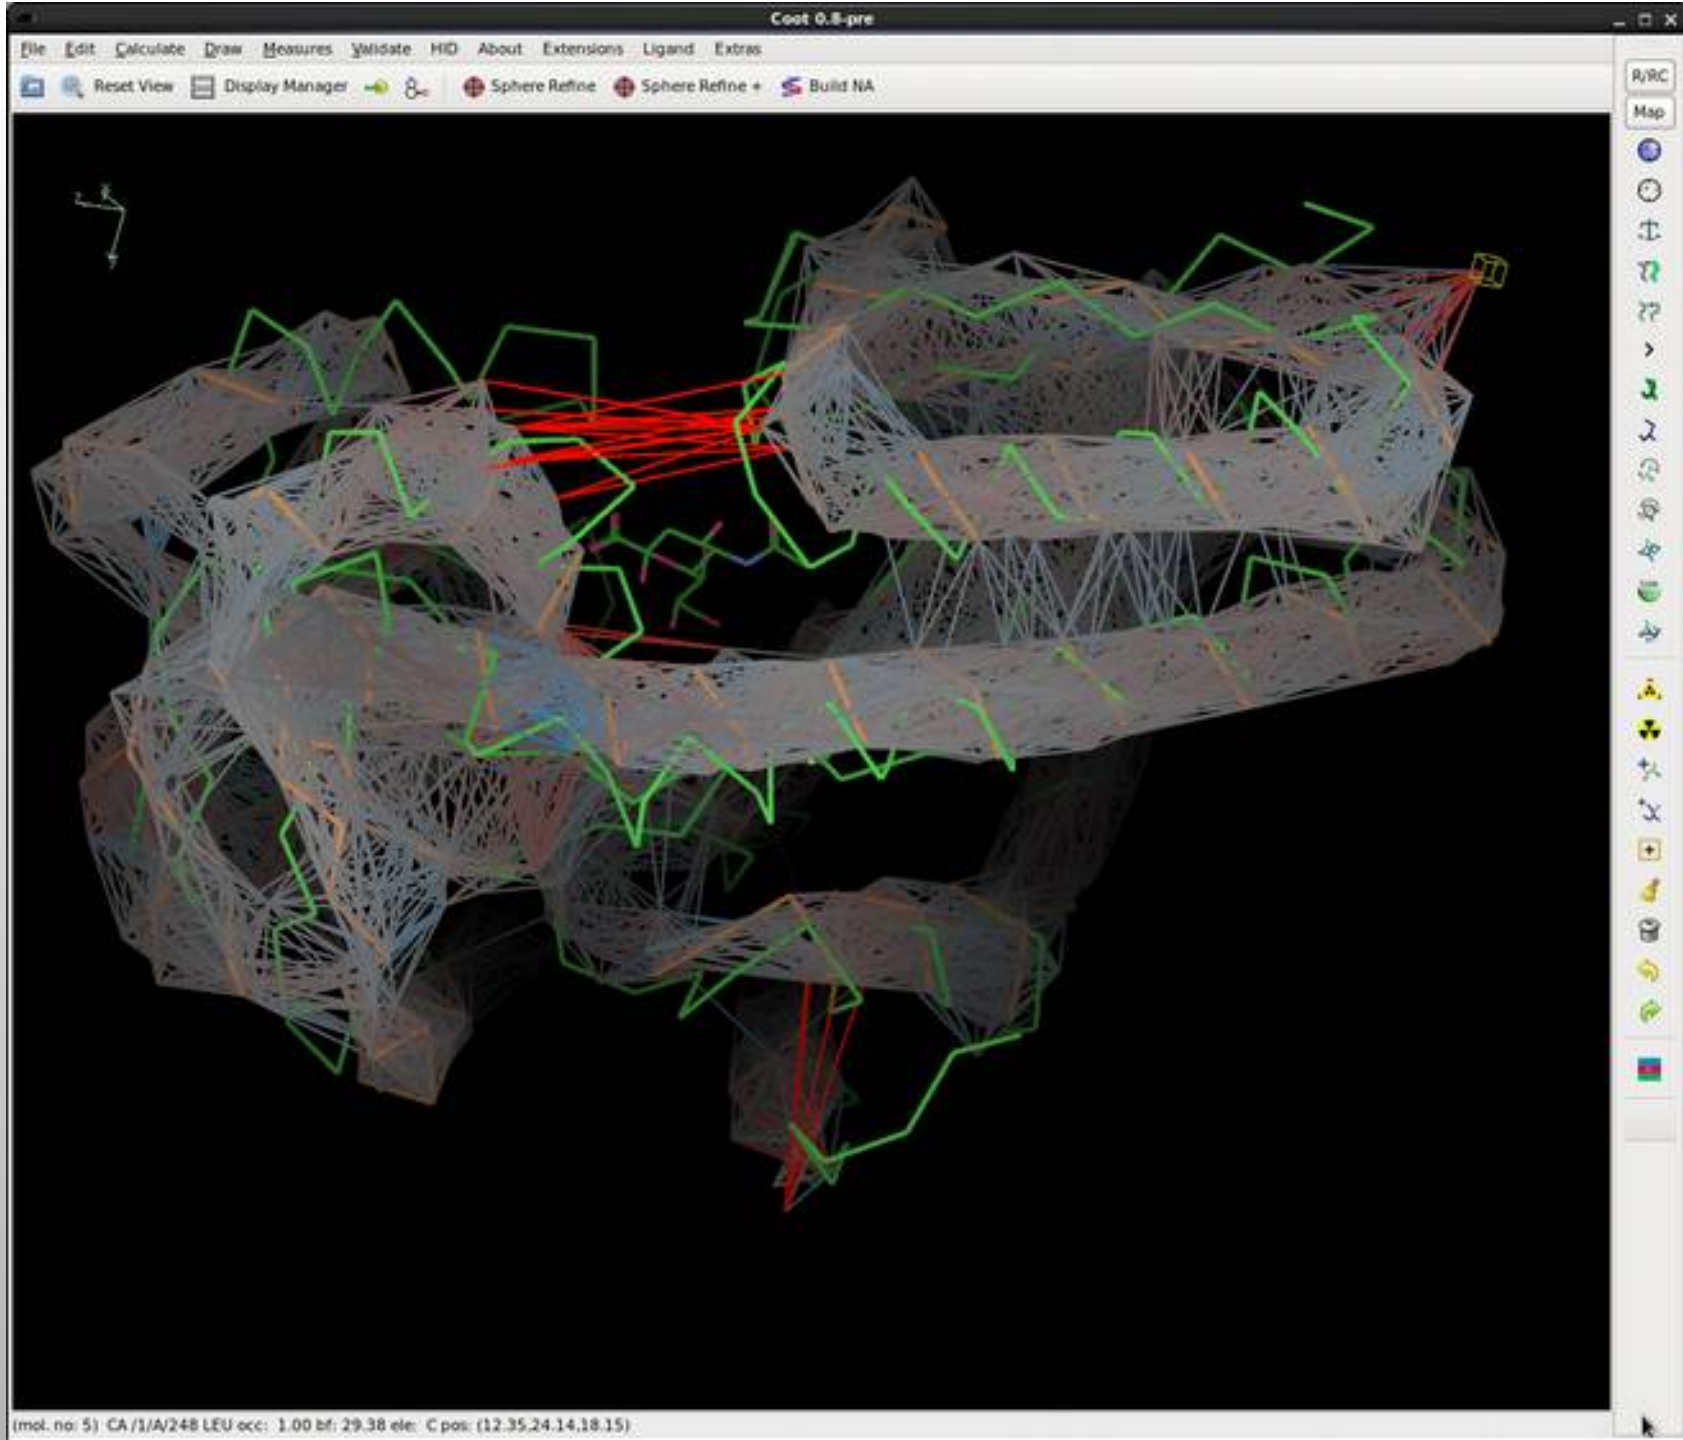 Coot 0.8-pre
File Edit Calculate Draw Measures Validate HID About Extensions Ligand Extras
Reset View Display Manager Sphere Refine Sphere Refine + Build NA
R/RC
Map
(mol. no: 5) CA /1/A/248 LEU occ: 1.00 bf: 29.38 ele: C pos: (12.35,24.14,18.15)